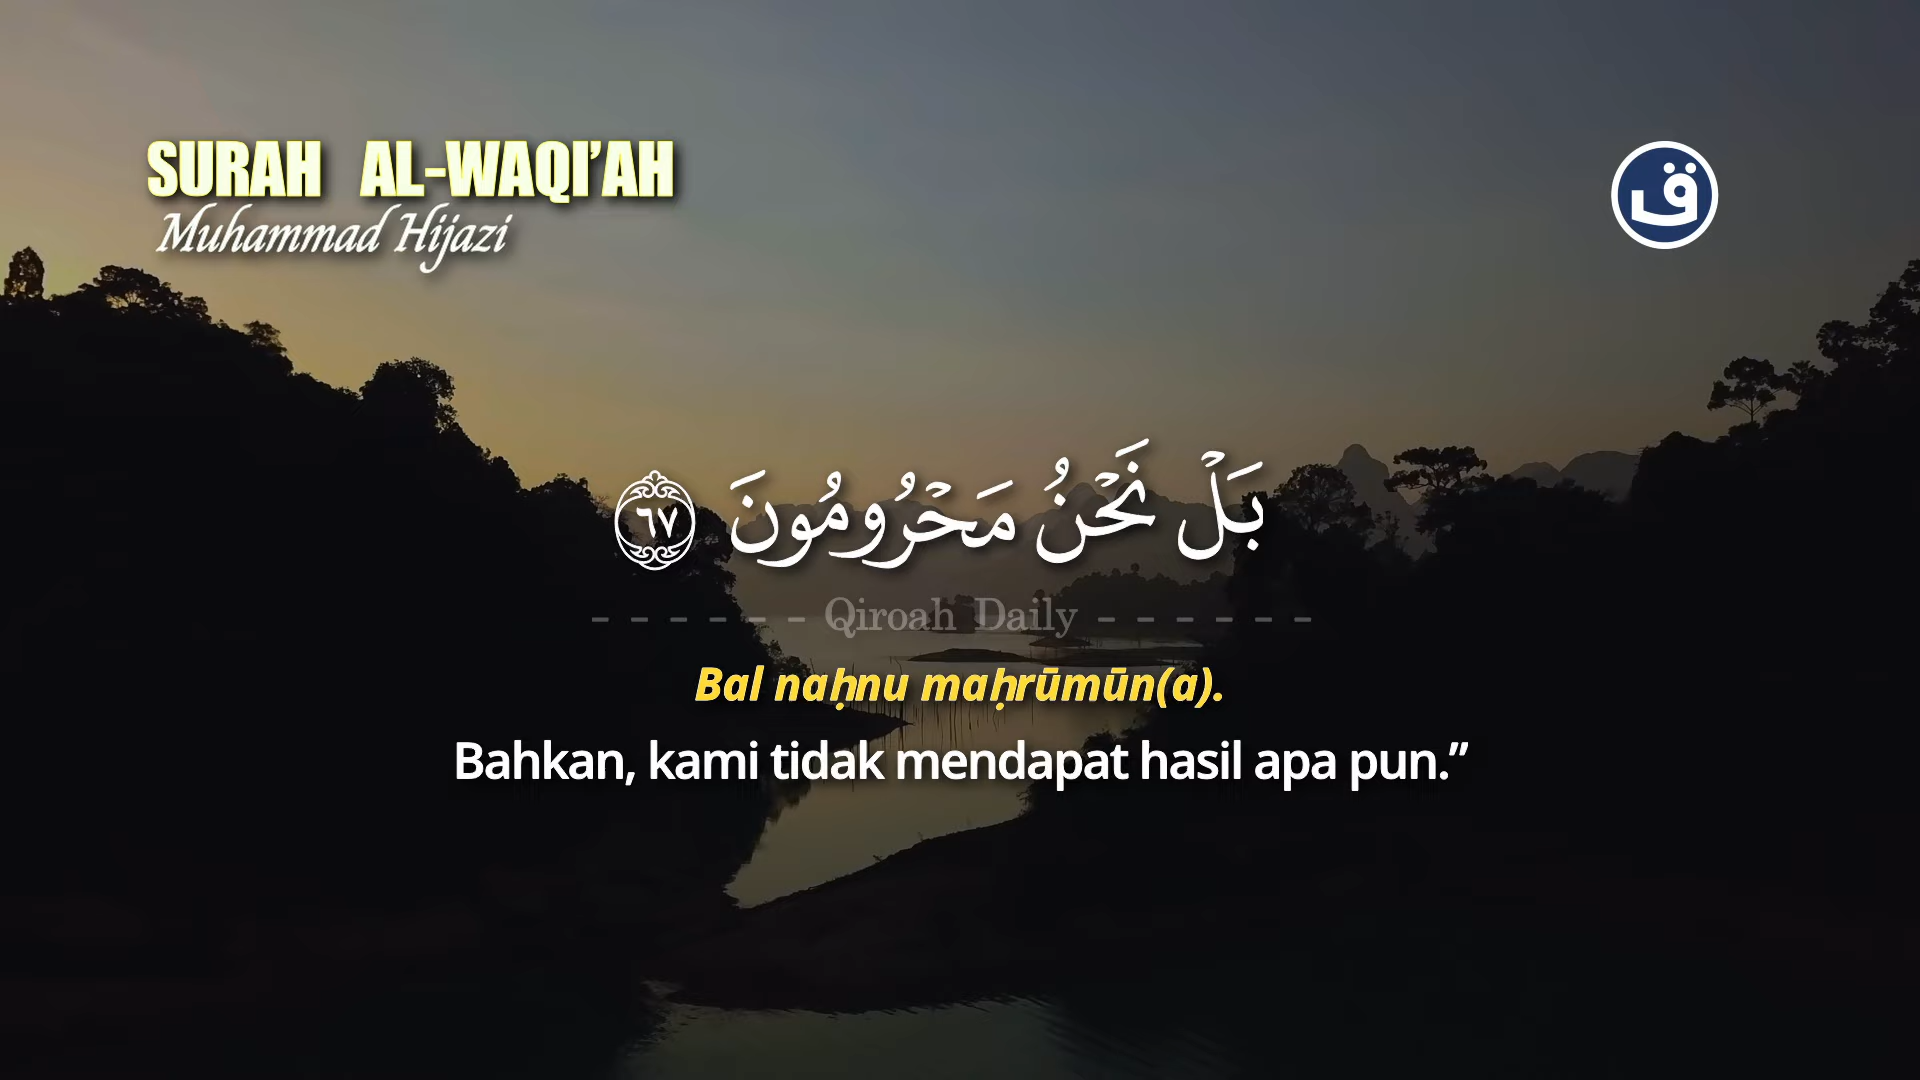 SURAH AL-WAQI’AH
Muhammad Hijazi
ق
بَلْ نَحْنُ مَحْرُومُونَ ٦٧
- - - - - - Qiroah Daily - - - - - -
Bal naḥnu maḥrūmūn(a).
Bahkan, kami tidak mendapat hasil apa pun.”